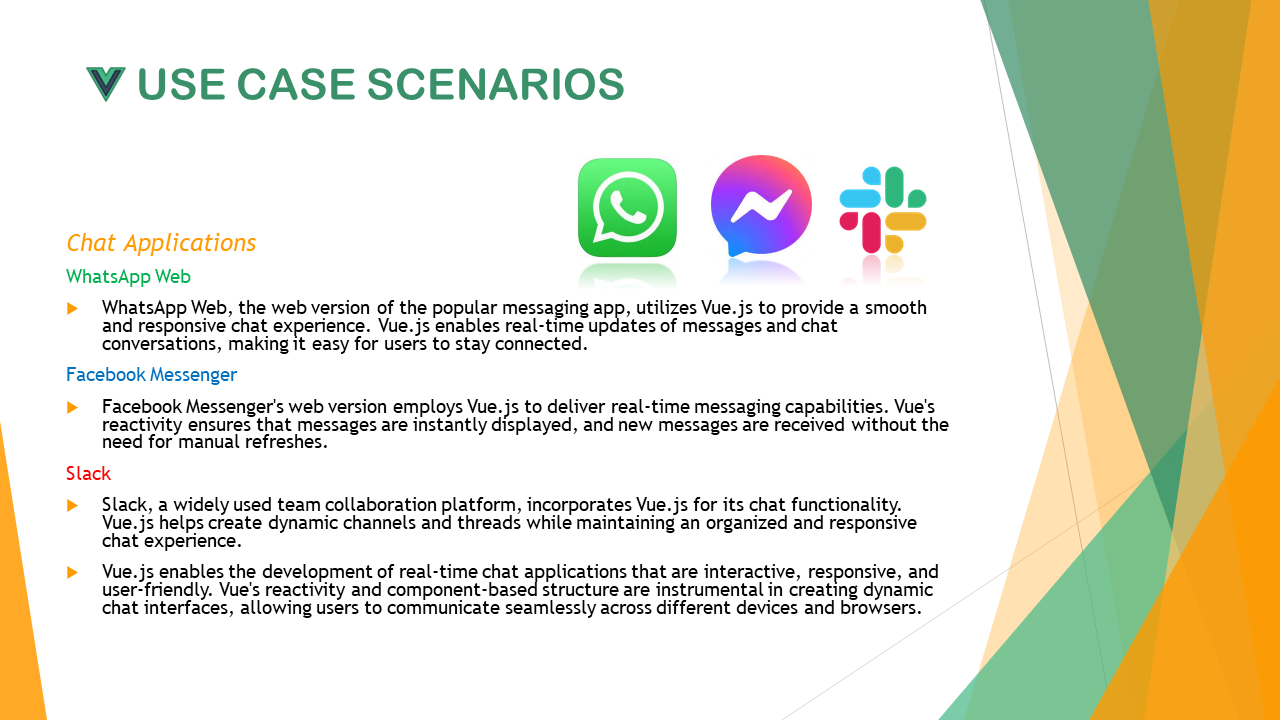 USE CASE SCENARIOS
Chat Applications
WhatsApp Web
WhatsApp Web, the web version of the popular messaging app, utilizes Vue.js to provide a smooth
and responsive chat experience. Vue.js enables real-time updates of messages and chat
conversations, making it easy for users to stay connected.
Facebook Messenger
Facebook Messenger's web version employs Vue.js to deliver real-time messaging capabilities. Vue's
reactivity ensures that messages are instantly displayed, and new messages are received without the
need for manual refreshes.
Slack
Slack, a widely used team collaboration platform, incorporates Vue.js for its chat functionality.
Vue.js helps create dynamic channels and threads while maintaining an organized and responsive
chat experience.
Vue.js enables the development of real-time chat applications that are interactive, responsive, and
user-friendly. Vue's reactivity and component-based structure are instrumental in creating dynamic
chat interfaces, allowing users to communicate seamlessly across different devices and browsers.